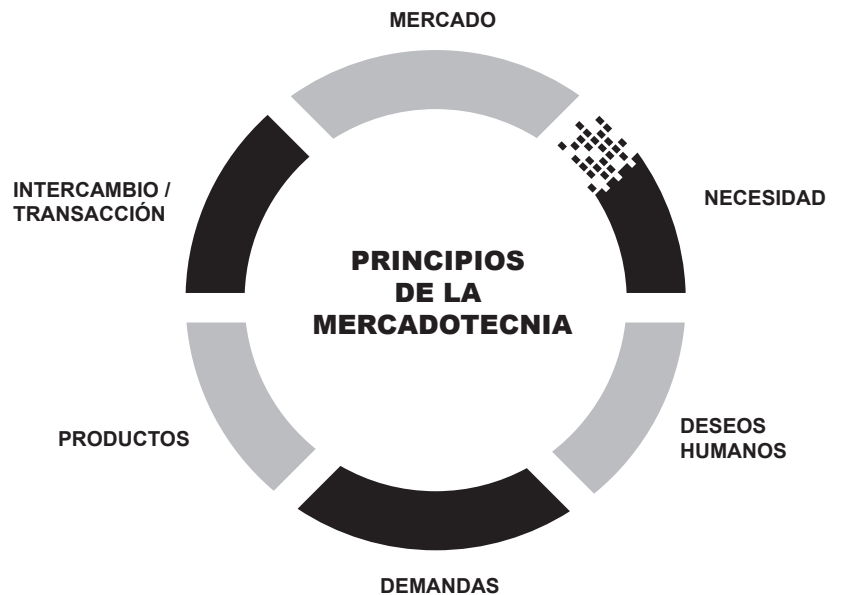 MERCADO
INTERCAMBIO /
TRANSACCIÓN
NECESIDAD
PRINCIPIOS
DE LA
MERCADOTECNIA
PRODUCTOS
DESEOS
HUMANOS
DEMANDAS